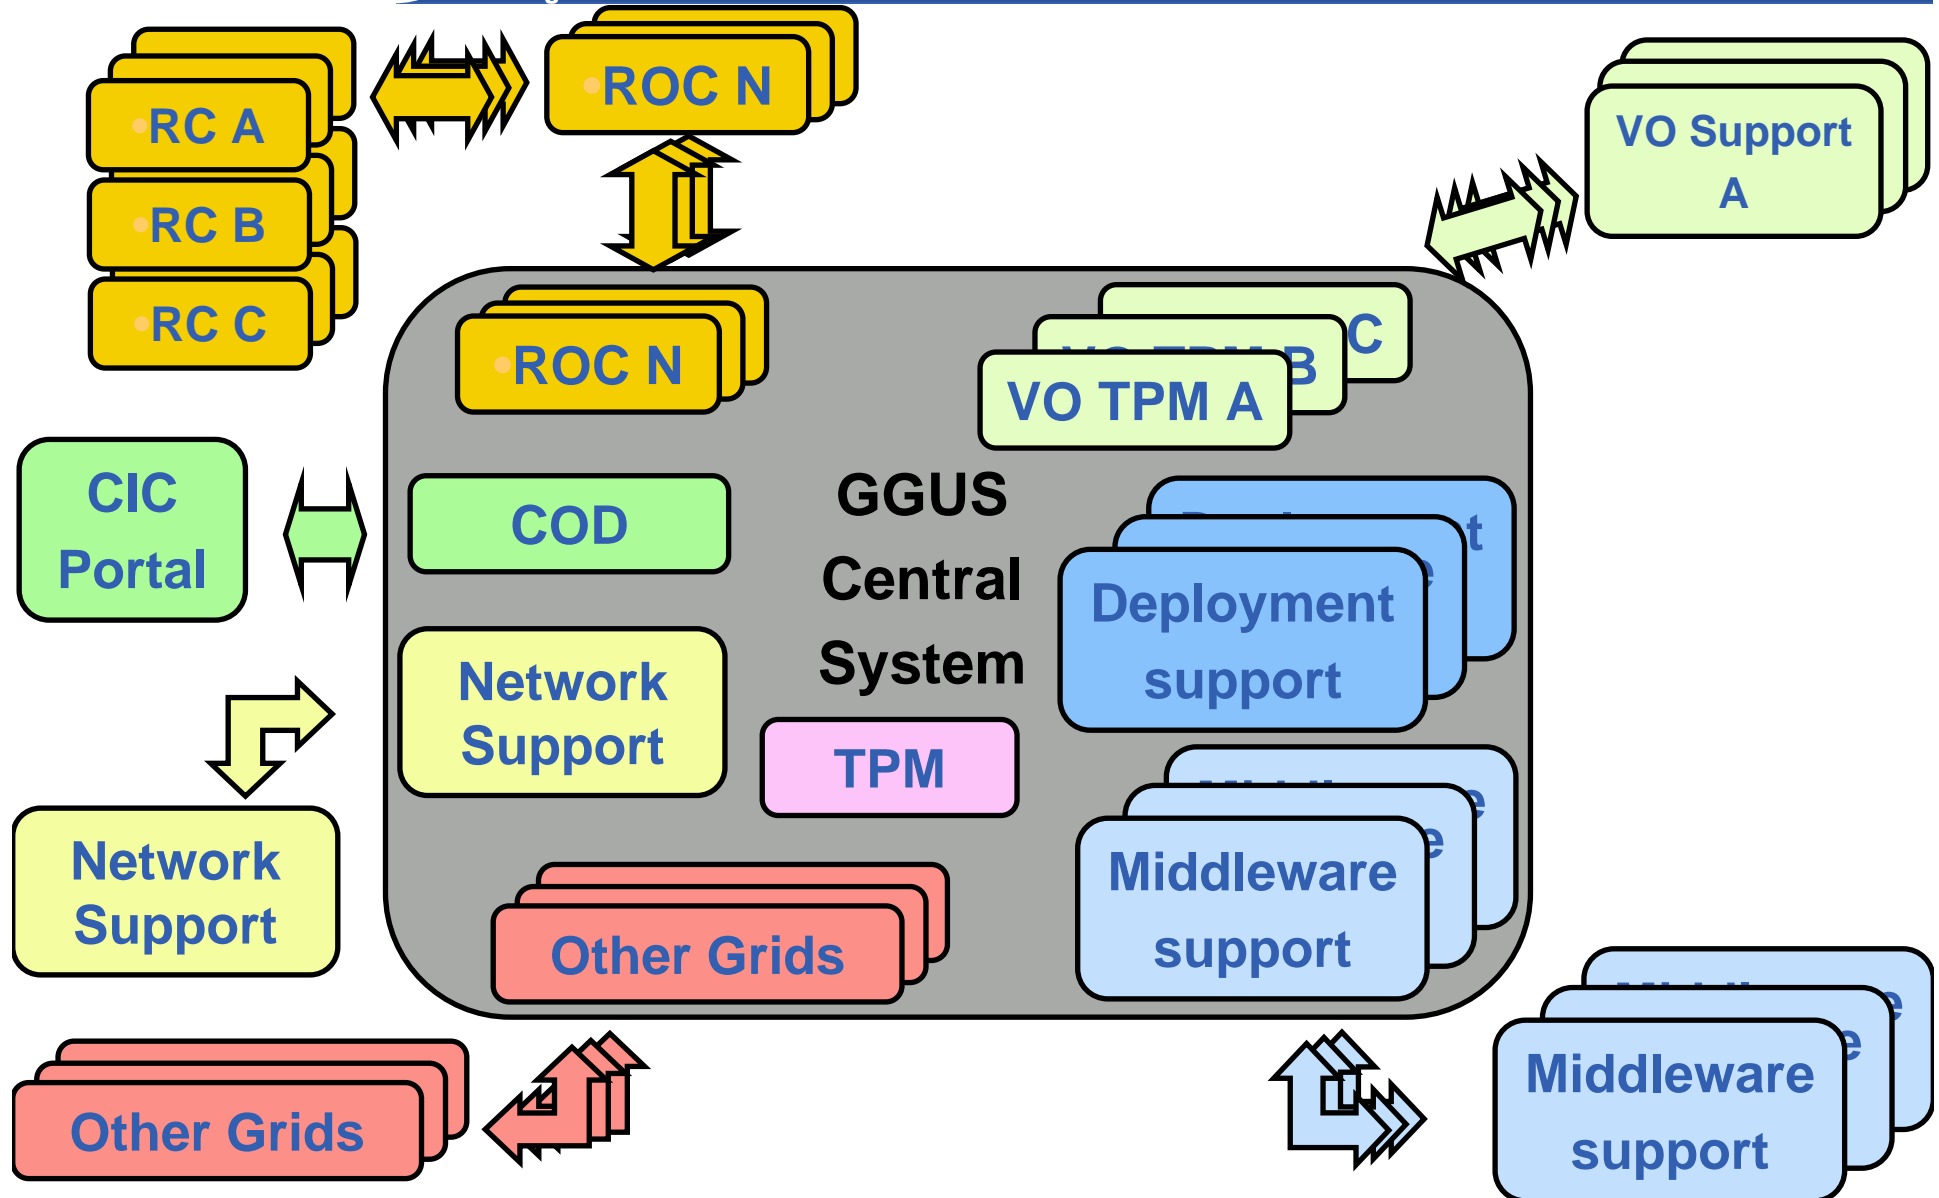 •ROC N
•RC A
•RC B
•RC C
VO Support
A
•ROC N
C
B
VO TPM A
CIC
Portal
COD
GGUS
Central
System
Deployment
support
Network
Support
TPM
Network
Support
Middleware
support
Other Grids
Other Grids
Middleware
support